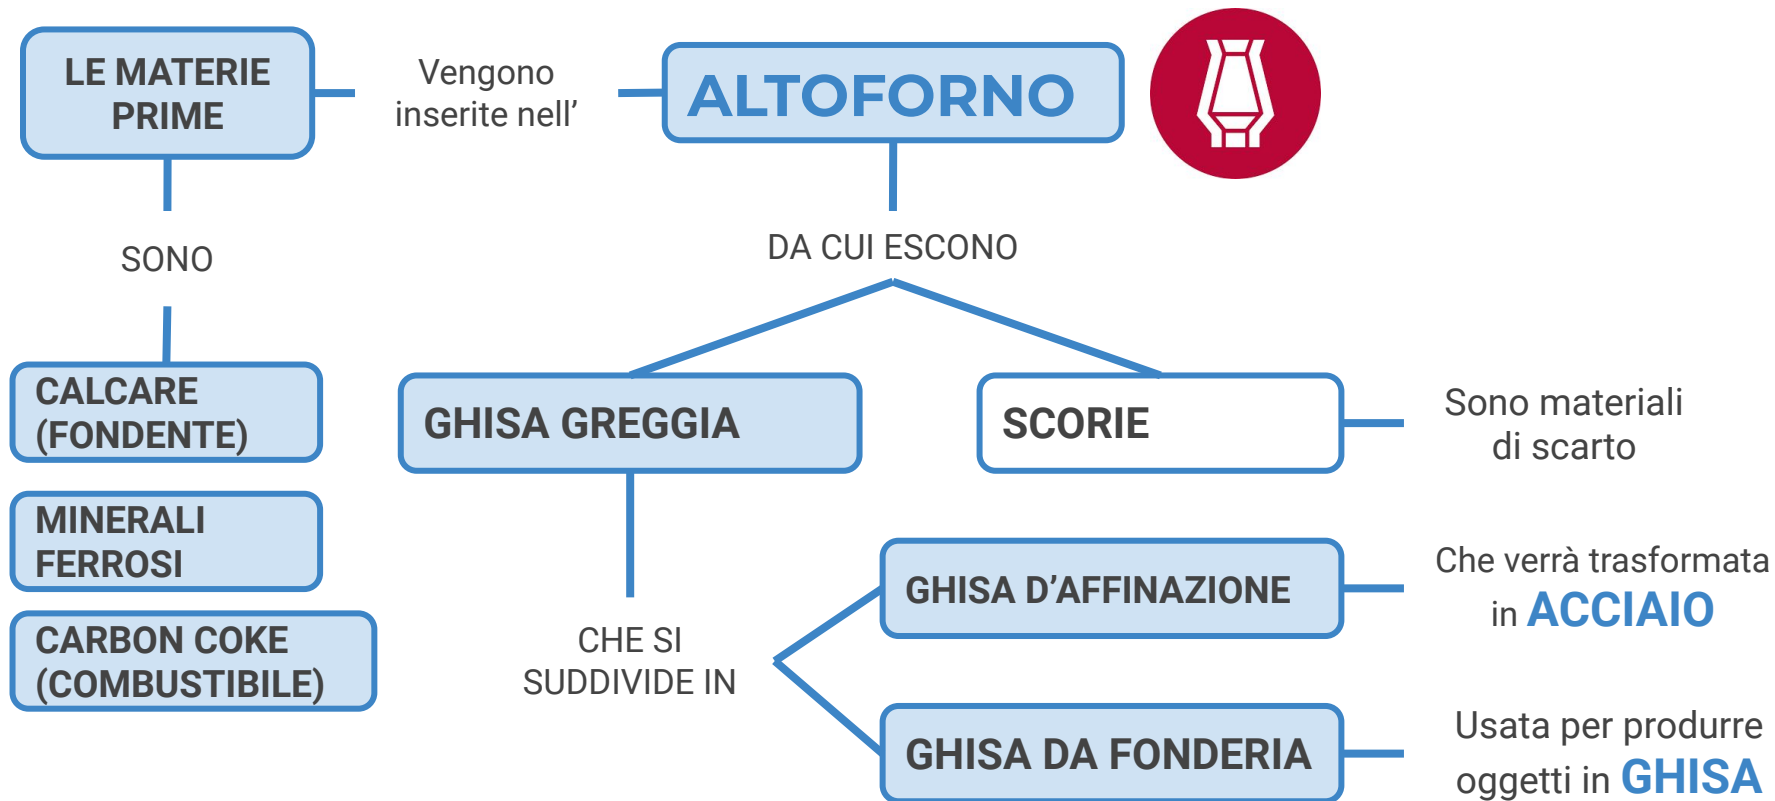 LE MATERIE
PRIME
Vengono
inserite nell’
ALTOFORNO
SONO
DA CUI ESCONO
CALCARE
(FONDENTE)
MINERALI
FERROSI
CARBON COKE
(COMBUSTIBILE)
GHISA GREGGIA
SCORIE
Sono materiali
di scarto
CHE SI
SUDDIVIDE IN
GHISA D’AFFINAZIONE
Che verrà trasformata
in ACCIAIO
GHISA DA FONDERIA
Usata per produrre
oggetti in GHISA